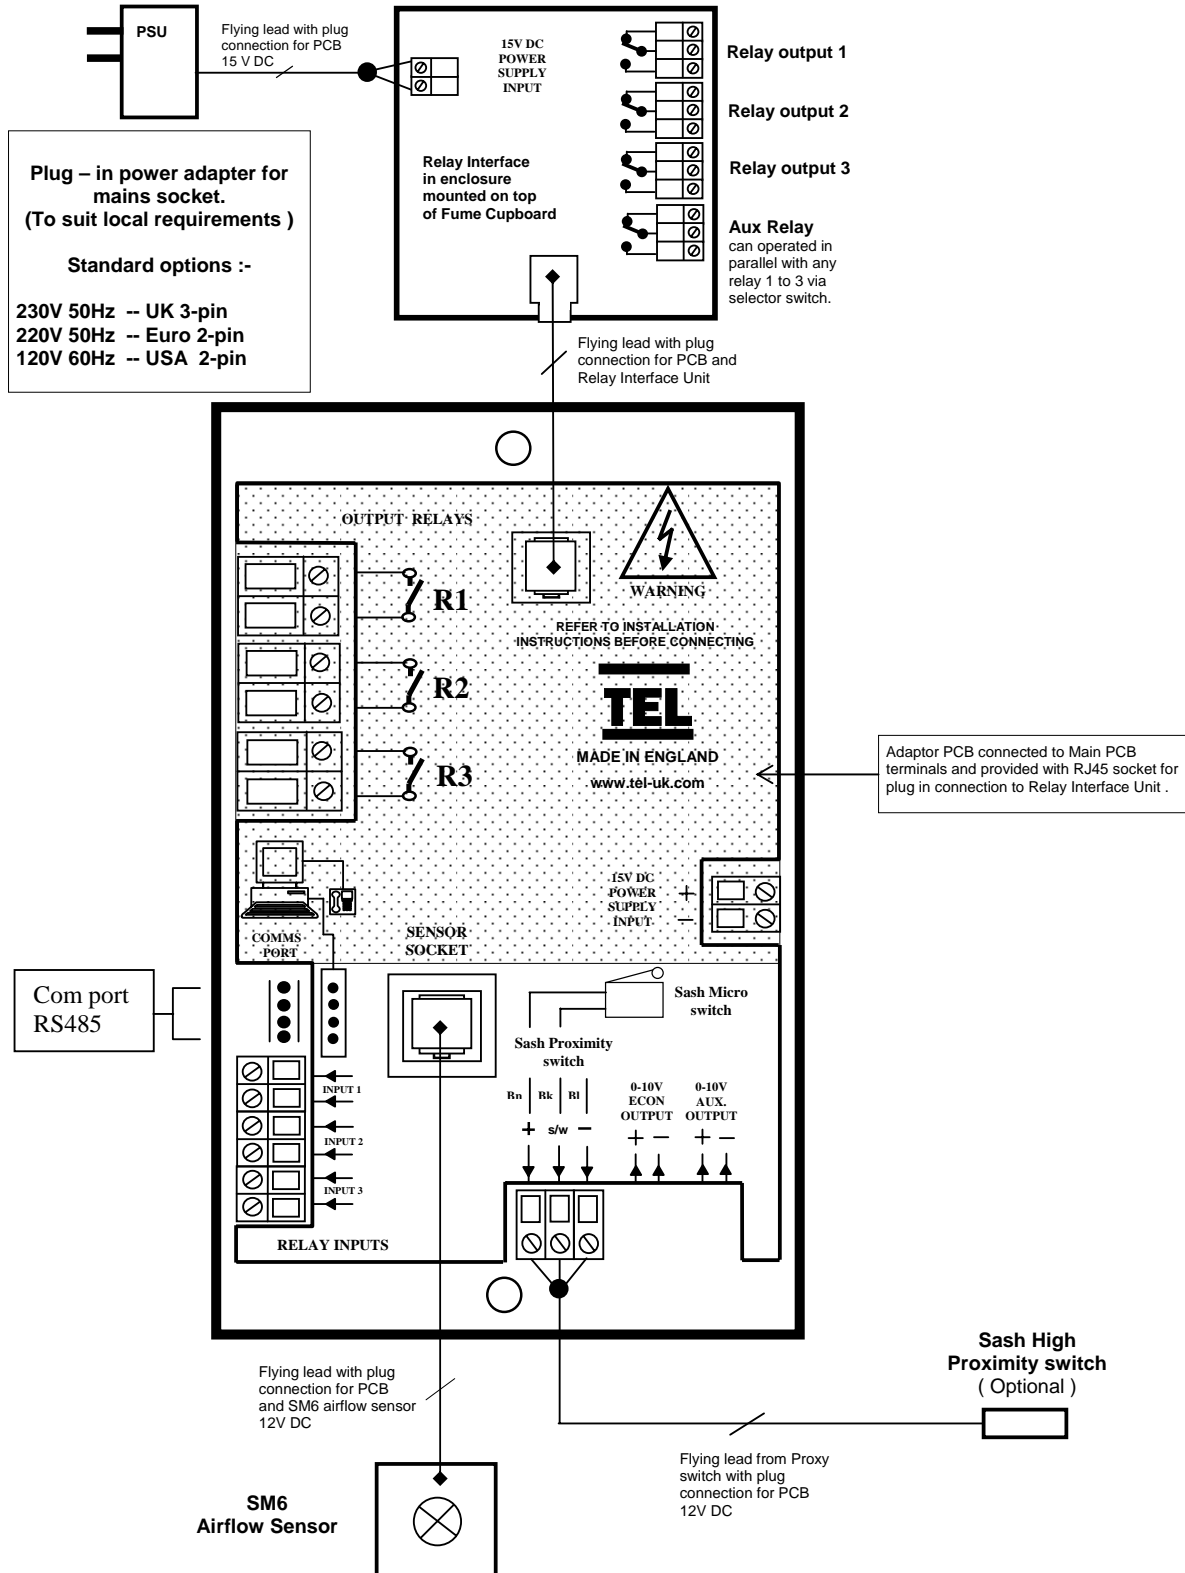 PSU
Flying lead with plug
connection for PCB
15 V DC
15V DC
POWER
SUPPLY
INPUT
Relay output 1
Relay output 2
Relay output 3
Aux Relay
can operated in
parallel with any
relay 1 to 3 via
selector switch.
Relay Interface
in enclosure
mounted on top
of Fume Cupboard
Plug – in power adapter for
mains socket.
(To suit local requirements )
Standard options :-
230V 50Hz -- UK 3-pin
220V 50Hz -- Euro 2-pin
120V 60Hz -- USA 2-pin
Flying lead with plug
connection for PCB and
Relay Interface Unit
OUTPUT RELAYS
R1
R2
R3
WARNING
REFER TO INSTALLATION
INSTRUCTIONS BEFORE CONNECTING
TEL
MADE IN ENGLAND
www.tel-uk.com
Adaptor PCB connected to Main PCB
terminals and provided with RJ45 socket for
plug in connection to Relay Interface Unit .
15V DC
POWER
SUPPLY
INPUT
+
–
COMMS
PORT
SENSOR
SOCKET
Com port
RS485
Sash Micro
switch
Sash Proximity
switch
Bn Bk Bl
+ s/w –
0-10V
ECON
OUTPUT
+ –
0-10V
AUX.
OUTPUT
+ –
INPUT 1
INPUT 2
INPUT 3
RELAY INPUTS
Flying lead with plug
connection for PCB
and SM6 airflow sensor
12V DC
Sash High
Proximity switch
( Optional )
Flying lead from Proxy
switch with plug
connection for PCB
12V DC
SM6
Airflow Sensor